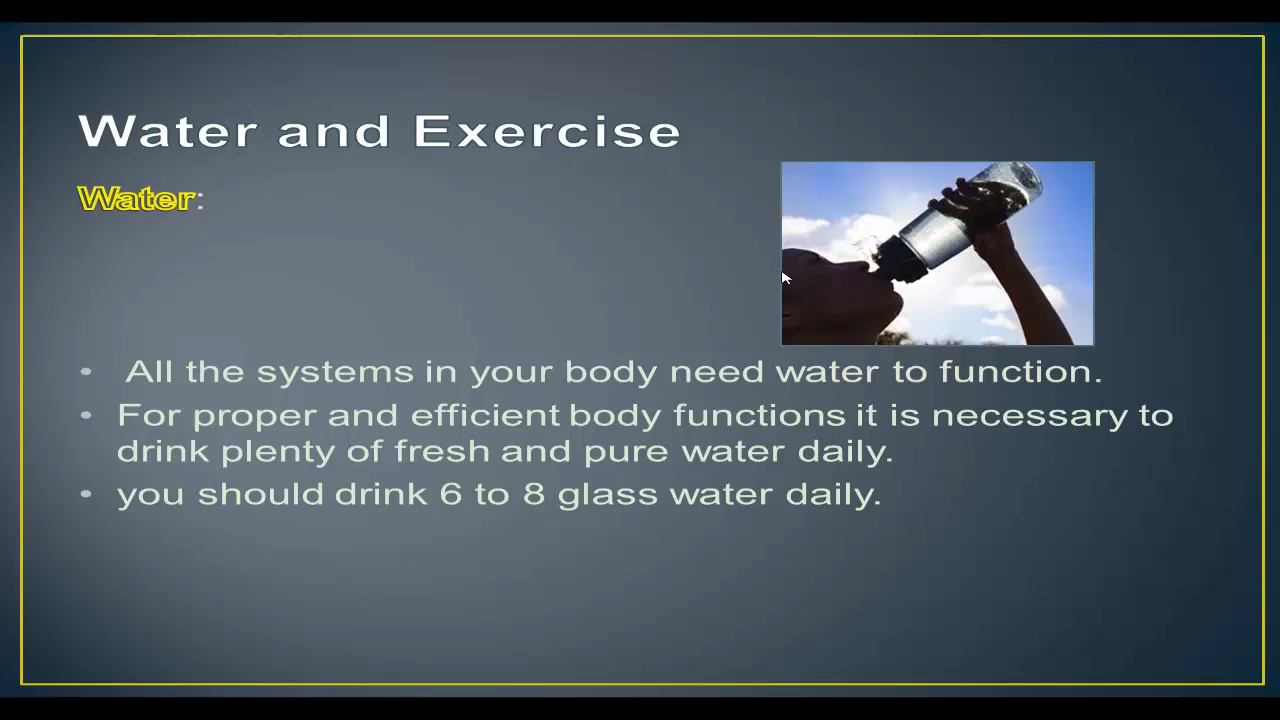 Water and Exercise
Water:
• All the systems in your body need water to function.
• For proper and efficient body functions it is necessary to
drink plenty of fresh and pure water daily.
• you should drink 6 to 8 glass water daily.